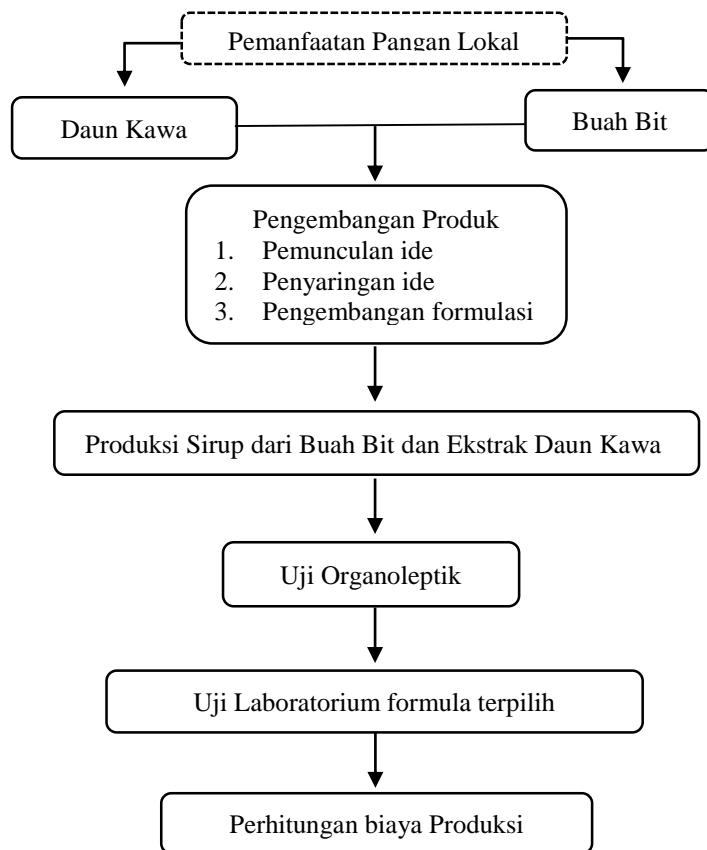 Pemanfaatan Pangan Lokal
Daun Kawa
Buah Bit
Pengembangan Produk
1. Pemunculan ide
2. Penyaringan ide
3. Pengembangan formulasi
Produksi Sirup dari Buah Bit dan Ekstrak Daun Kawa
Uji Organoleptik
Uji Laboratorium formula terpilih
Perhitungan biaya Produksi